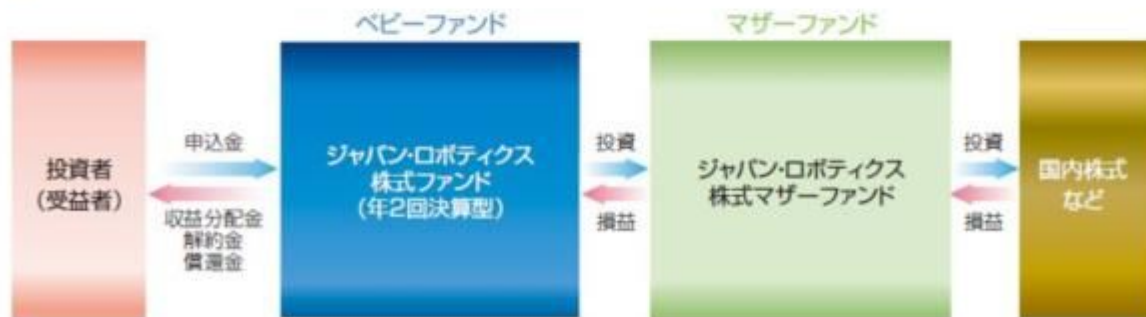 ベビーファンド
マザーファンド
投資者
(受益者)
申込金
収益分配金
解約金
償還金
ジャパン・ロボティクス
株式ファンド
(年2回決算型)
投資
損益
ジャパン・ロボティクス
株式マザーファンド
投資
損益
国内株式
など